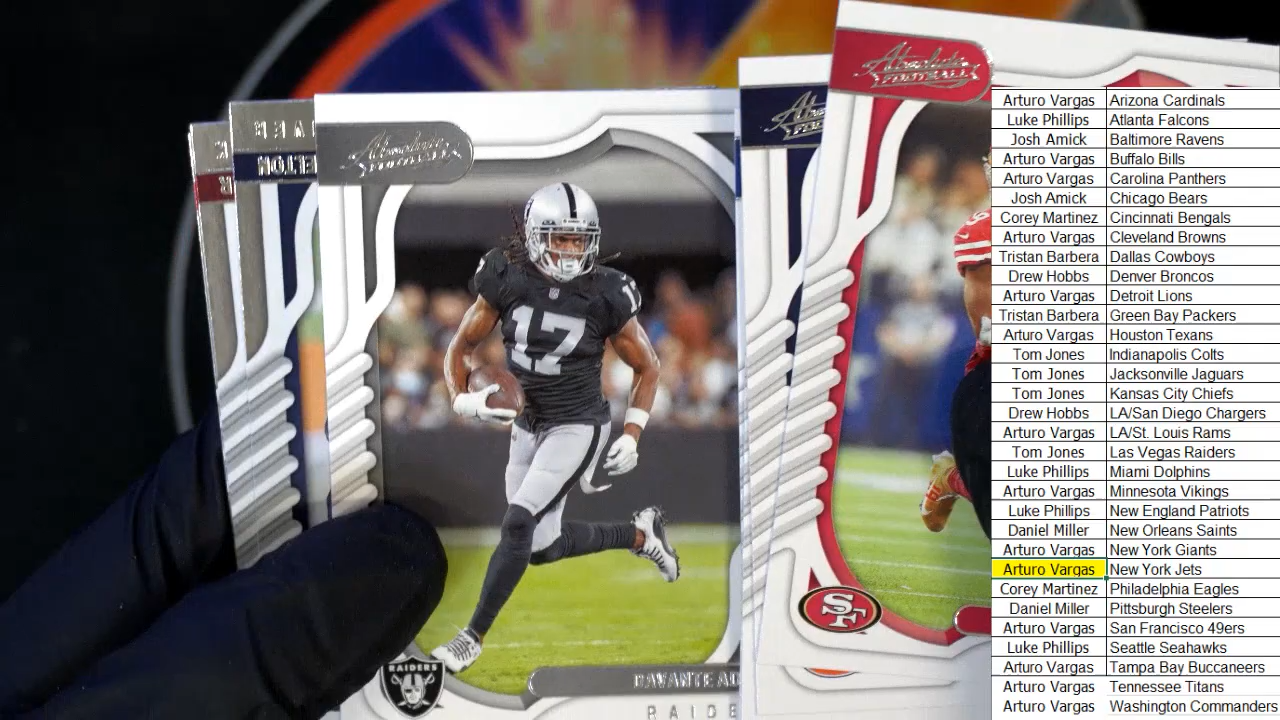 Absolute
FOOTBALL
Absolute
FOOTBALL
17
17
RAIDERS
DAVANTE AD
RAIDE
SF
Arturo Vargas Arizona Cardinals
Luke Phillips Atlanta Falcons
Josh Amick Baltimore Ravens
Arturo Vargas Buffalo Bills
Arturo Vargas Carolina Panthers
Josh Amick Chicago Bears
Corey Martinez Cincinnati Bengals
Arturo Vargas Cleveland Browns
Tristan Barbera Dallas Cowboys
Drew Hobbs Denver Broncos
Arturo Vargas Detroit Lions
Tristan Barbera Green Bay Packers
Arturo Vargas Houston Texans
Tom Jones Indianapolis Colts
Tom Jones Jacksonville Jaguars
Tom Jones Kansas City Chiefs
Drew Hobbs LA/San Diego Chargers
Arturo Vargas LA/St. Louis Rams
Tom Jones Las Vegas Raiders
Luke Phillips Miami Dolphins
Arturo Vargas Minnesota Vikings
Luke Phillips New England Patriots
Daniel Miller New Orleans Saints
Arturo Vargas New York Giants
Arturo Vargas New York Jets
Corey Martinez Philadelphia Eagles
Daniel Miller Pittsburgh Steelers
Arturo Vargas San Francisco 49ers
Luke Phillips Seattle Seahawks
Arturo Vargas Tampa Bay Buccaneers
Arturo Vargas Tennessee Titans
Arturo Vargas Washington Commanders